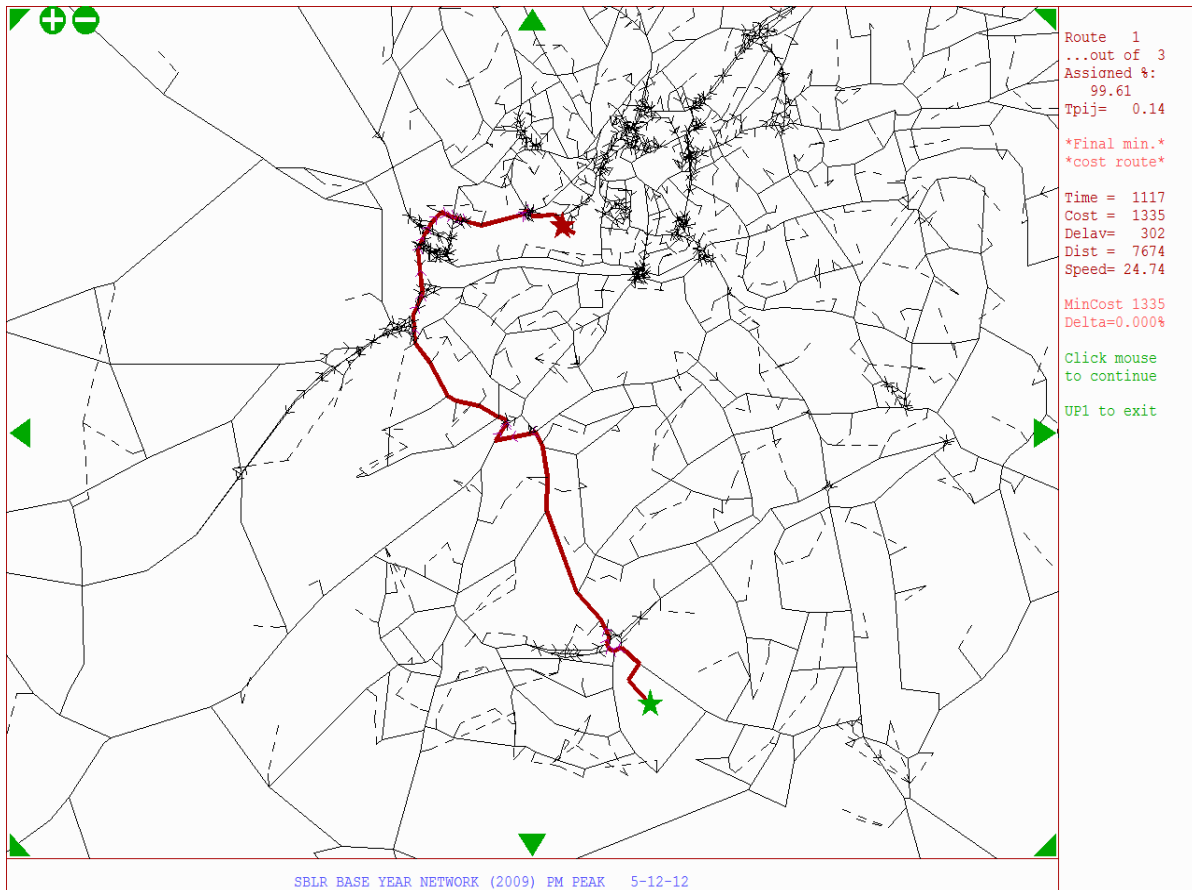 Route 1
...out of 3
Assigned %:
99.61
Tpij= 0.14
*Final min.*
*cost route*
Time = 1117
Cost = 1335
Delay= 302
Dist = 7674
Speed= 24.74
MinCost 1335
Delta=0.000%
Click mouse
to continue
UP1 to exit
SBLR BASE YEAR NETWORK (2009) PM PEAK 5-12-12